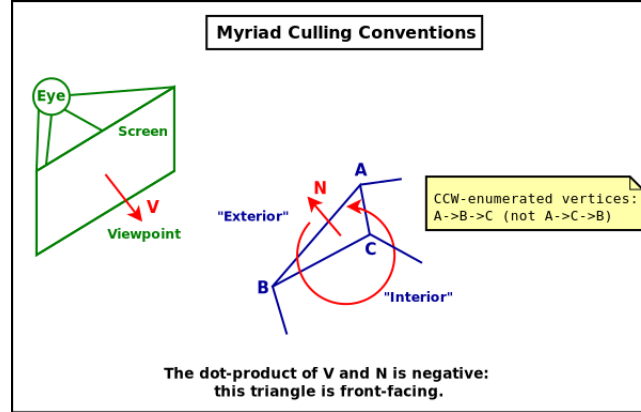 Myriad Culling Conventions
Eye
Screen
V
Viewpoint
A
N
"Exterior"
CCW-enumerated vertices:
A->B->C (not A->C->B)
C
B
"Interior"
The dot-product of V and N is negative:
this triangle is front-facing.